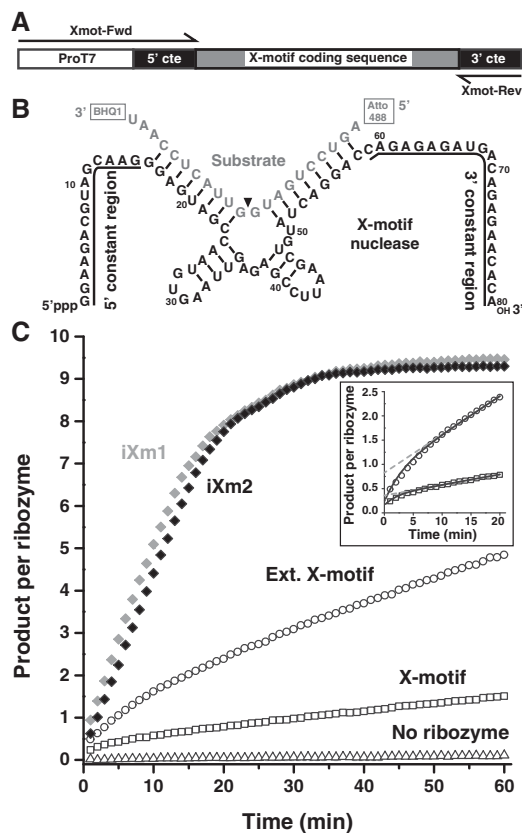 A
Xmot-Fwd
ProT7
5' cte
X-motif coding sequence
3' cte
Xmot-Rev
B
3'
BHQ1
Atto
488
5'
Substrate
X-motif
nuclease
5' constant region
3' constant region
10
20
30
40
50
60
70
80
5'ppp
OH
3'
C
iXm1
iXm2
Ext. X-motif
X-motif
No ribozyme
Product per ribozyme
10
9
8
7
6
5
4
3
2
1
0
0 10 20 30 40 50 60
Time (min)
Product per ribozyme
2.5
2.0
1.5
1.0
0.5
0.0
0 5 10 15 20
Time (min)